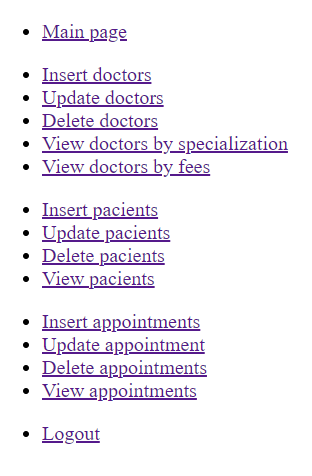 Main page
Insert doctors
Update doctors
Delete doctors
View doctors by specialization
View doctors by fees
Insert pacients
Update pacients
Delete pacients
View pacients
Insert appointments
Update appointment
Delete appointments
View appointments
Logout